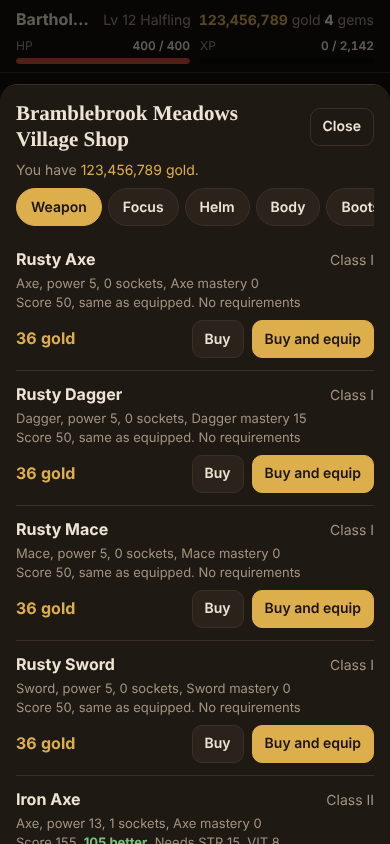 Barthol... Lv 12 Halfling 123,456,789 gold 4 gems
HP 400 / 400 XP 0 / 2,142
Bramblebrook Meadows
Village Shop
Close
You have 123,456,789 gold.
Weapon Focus Helm Body Boots
Rusty Axe Class I
Axe, power 5, 0 sockets, Axe mastery 0
Score 50, same as equipped. No requirements
36 gold Buy Buy and equip
Rusty Dagger Class I
Dagger, power 5, 0 sockets, Dagger mastery 15
Score 50, same as equipped. No requirements
36 gold Buy Buy and equip
Rusty Mace Class I
Mace, power 5, 0 sockets, Mace mastery 0
Score 50, same as equipped. No requirements
36 gold Buy Buy and equip
Rusty Sword Class I
Sword, power 5, 0 sockets, Sword mastery 0
Score 50, same as equipped. No requirements
36 gold Buy Buy and equip
Iron Axe Class II
Axe, power 13, 1 sockets, Axe mastery 0
Score 155, 105 better. Needs STR 15, VIT 8